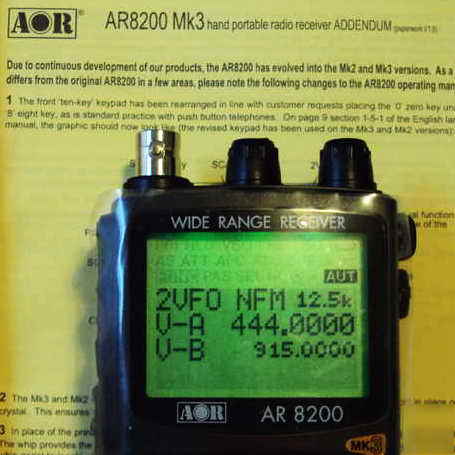 AOR AR8200 Mk3 hand portable radio receiver ADDENDUM
Due to continuous development of our products, the AR8200 has evolved into the Mk2 and Mk3 versions. As a
differs from the original AR8200 in a few areas, please note the following changes to the AR8200 operating man
1 The front 'ten-key' keypad has been rearranged in line with customer requests placing the '0' zero key und
8' eight key, as is standard practice with push button telephones. On page 9 section 1-5-1 of the English lan
manual, the graphic should now look like (the revised keypad has been used on the Mk3 and Mk2 versions):
WIDE RANGE RECEIVER
AUT
2VFO NFM 12.5k
V-A 444.0000
V-B 915.0000
AOR AR 8200
MK3
2 The Mk3 and Mk2
crystal. This ensures
3 In place of the
The whip provides the